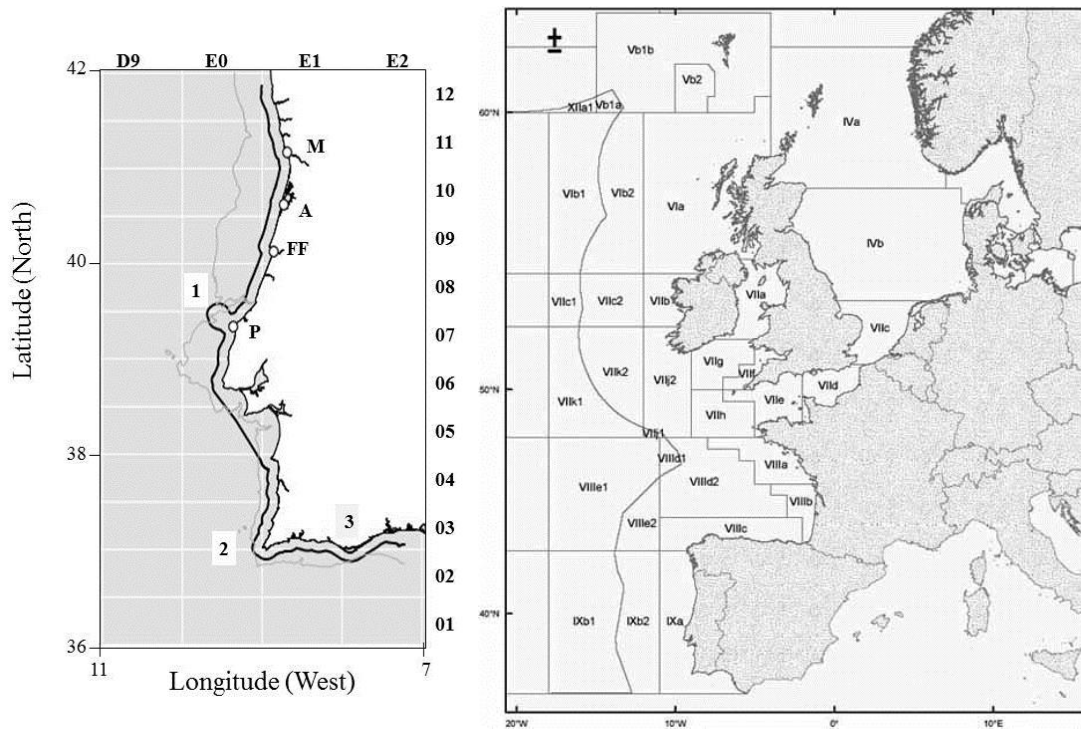 D9 E0 E1 E2
42
40
38
36
12
11
10
09
08
07
06
05
04
03
02
01
M
A
FF
1
P
3
2
11
7
Latitude (North)
Longitude (West)
±
Vb1b
Vb2
XIIa1 Vb1a
60°N
IVa
VIb1 VIb2
VIa
IVb
VIIc1 VIIc2 VIIb
VIIa
VIIc
VIIg
VIIk2
VIIj2
VIIf
VIId
50°N
VIIk1
VIIh
VIIe
VIIj1
VIIId1
VIIIa
VIIIe1
VIIId2
VIIIb
VIIIe2
VIIIc
40°N
IXb1 IXb2 IXa
20°W 10°W 0° 10°E